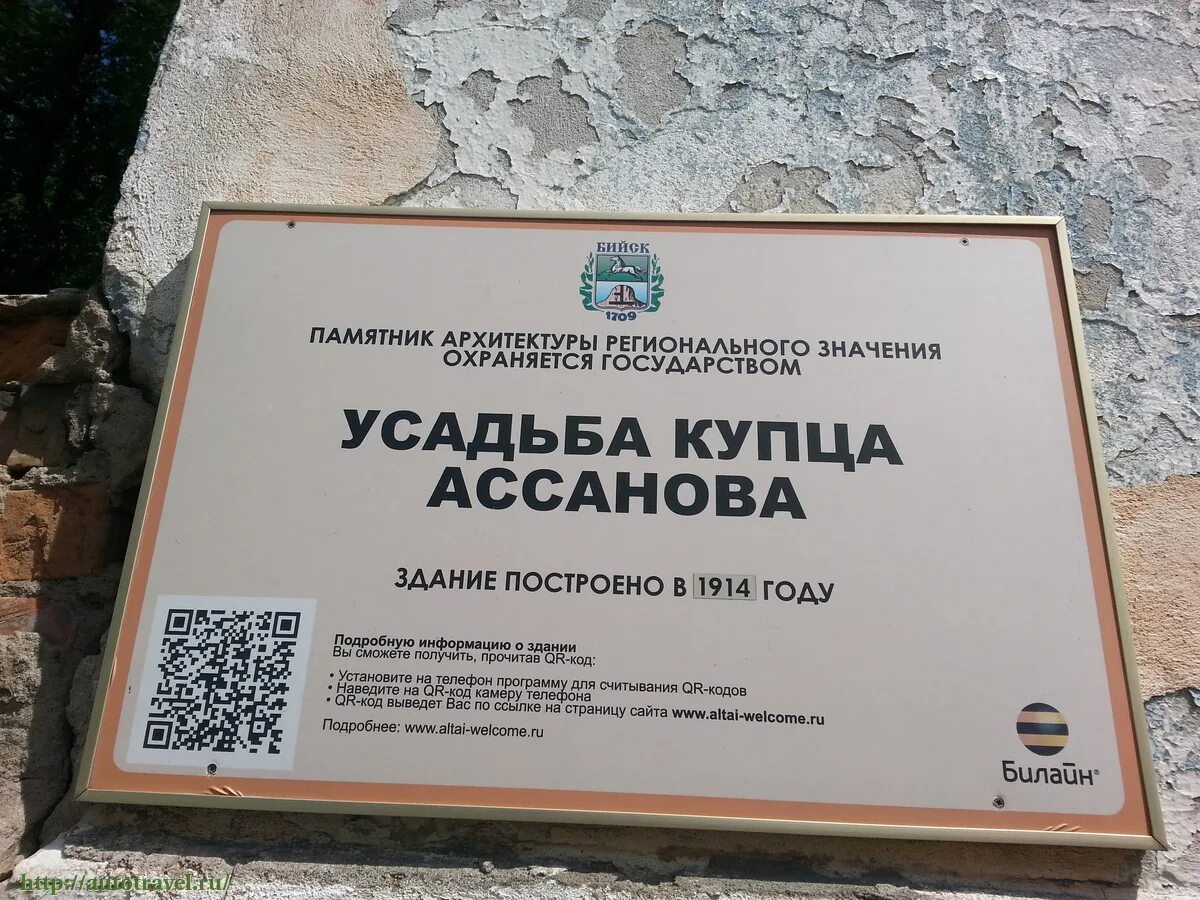 БИЙСК
1709
ПАМЯТНИК АРХИТЕКТУРЫ РЕГИОНАЛЬНОГО ЗНАЧЕНИЯ
ОХРАНЯЕТСЯ ГОСУДАРСТВОМ
УСАДЬБА КУПЦА
АССАНОВА
ЗДАНИЕ ПОСТРОЕНО В 1914 ГОДУ
Подробную информацию о здании
Вы сможете получить, прочитав QR-код:
• Установите на телефон программу для считывания QR-кодов
• Наведите на QR-код камеру телефона
• QR-код выведет Вас по ссылке на страницу сайта www.altai-welcome.ru
Подробнее: www.altai-welcome.ru
Билайн®
http://aurotravel.ru/